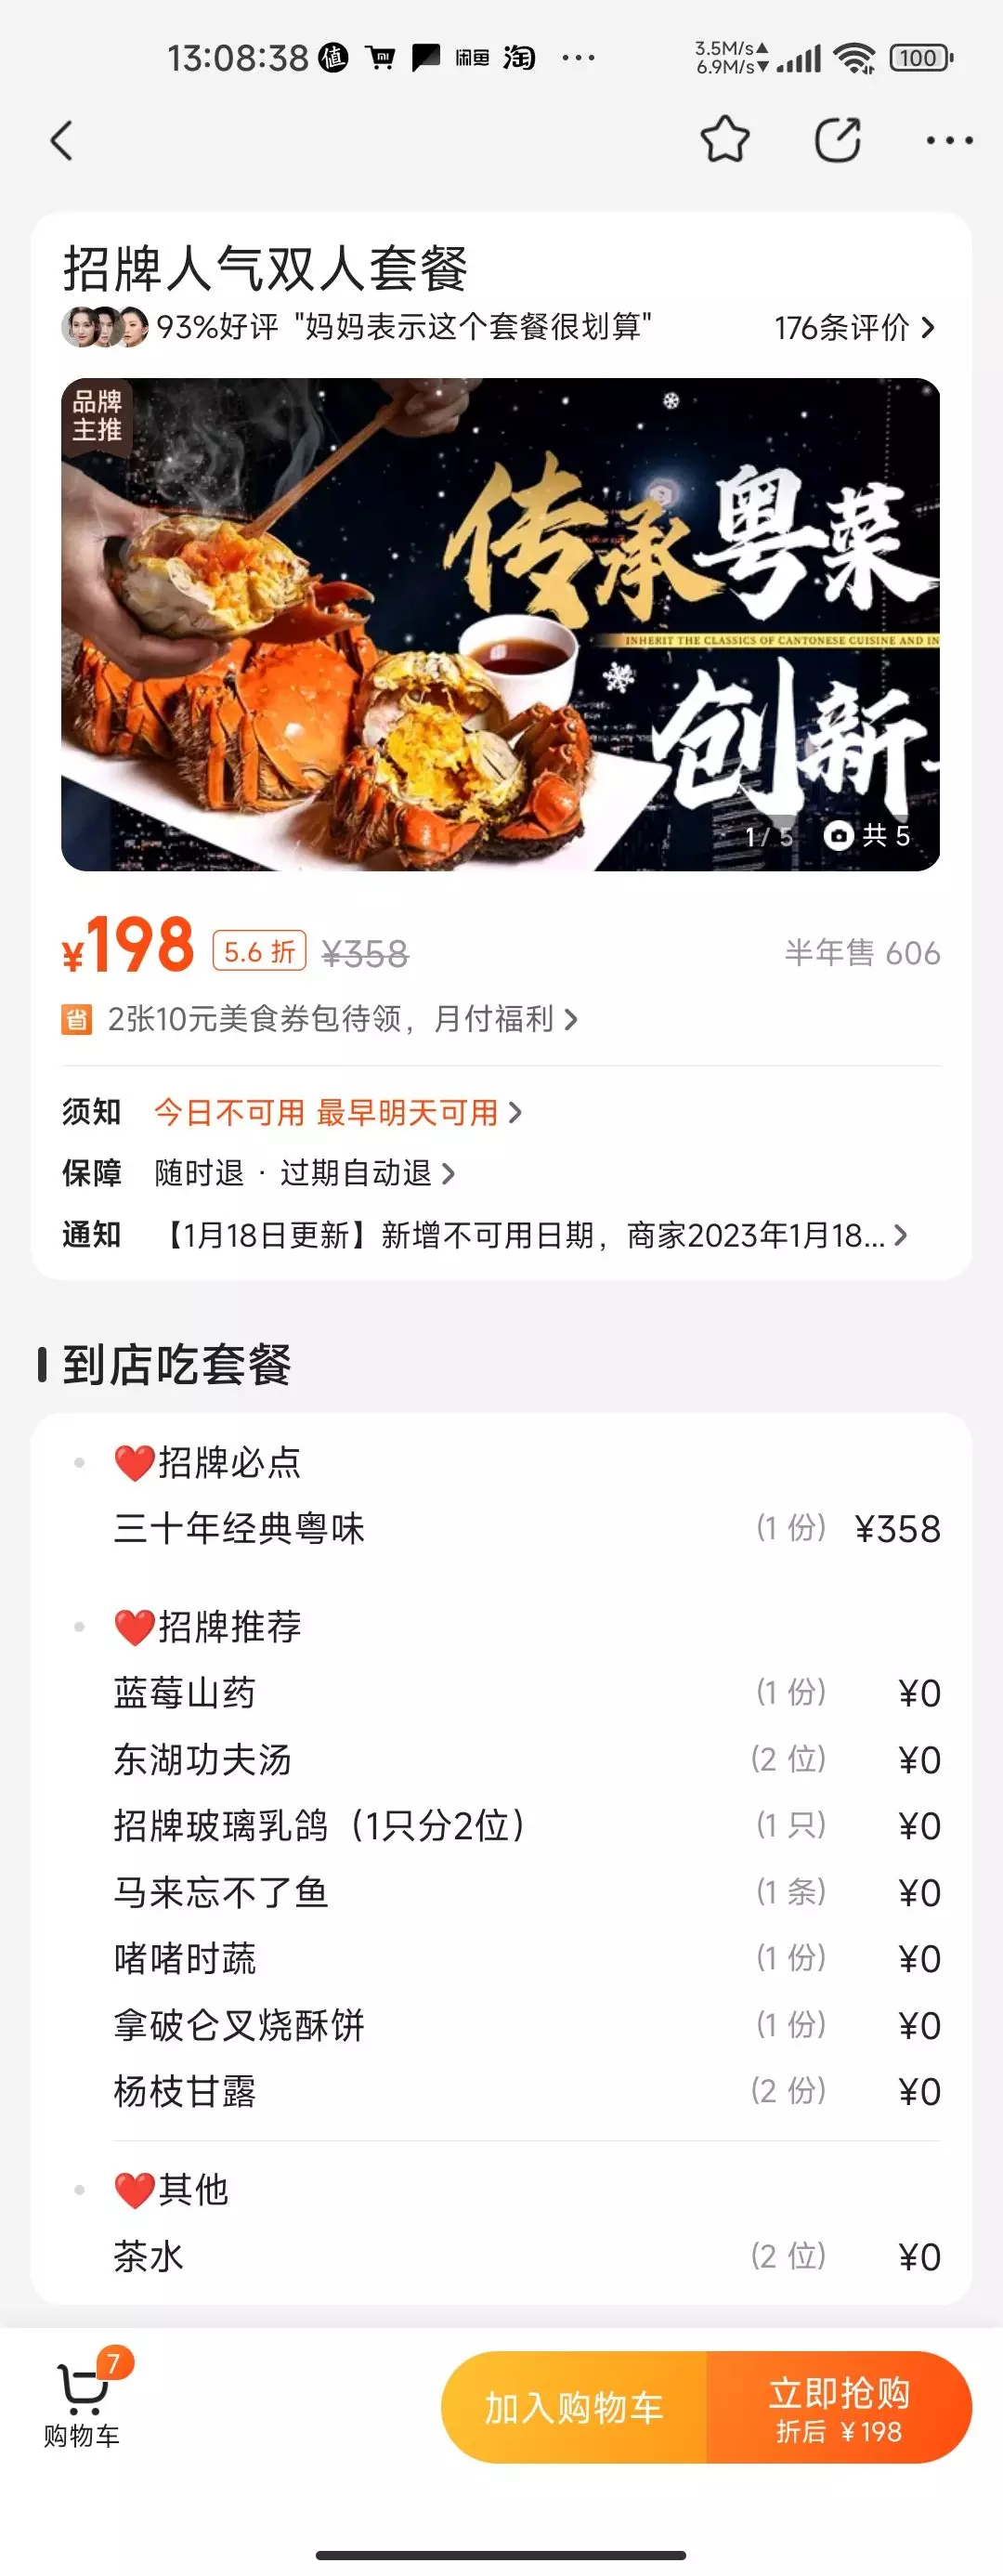 13:08:38 值 闲鱼 淘 ... 3.5M/s▲ 6.9M/s▼ 100
招牌人气双人套餐
93%好评 "妈妈表示这个套餐很划算" 176条评价
品牌
主推
传承粤菜
INHERIT THE CLASSICS OF CANTONESE CUISINE AND IN
创新
1/5 共 5
¥198 5.6 折 ¥358 半年售 606
省 2张10元美食券包待领，月付福利
须知 今日不可用 最早明天可用
保障 随时退 · 过期自动退
通知 【1月18日更新】新增不可用日期，商家2023年1月18...
到店吃套餐
❤️招牌必点
三十年经典粤味 (1 份) ¥358
❤️招牌推荐
蓝莓山药 (1 份) ¥0
东湖功夫汤 (2 位) ¥0
招牌玻璃乳鸽（1只分2位） (1 只) ¥0
马来忘不了鱼 (1 条) ¥0
啫啫时蔬 (1 份) ¥0
拿破仑叉烧酥饼 (1 份) ¥0
杨枝甘露 (2 份) ¥0
❤️其他
茶水 (2 位) ¥0
7
购物车
加入购物车
立即抢购
折后 ¥198